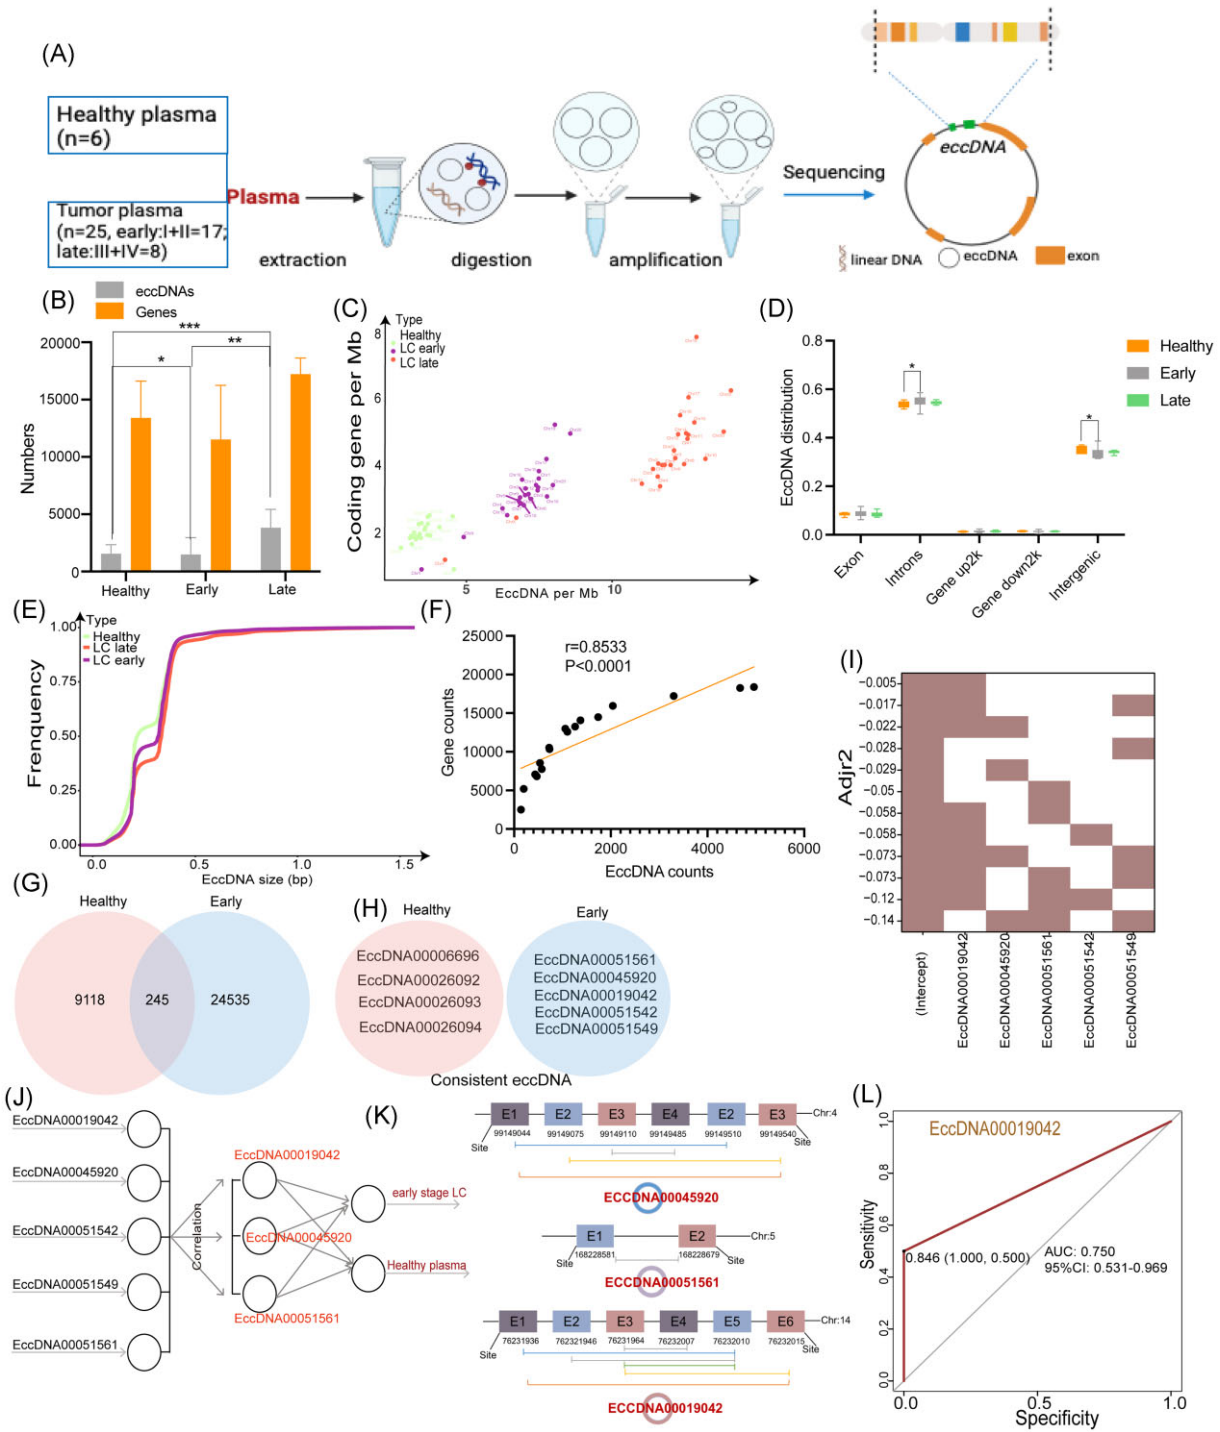 (A)
Healthy plasma
(n=6)
Plasma
Tumor plasma
(n=25, early:I+II=17;
late:III+IV=8)
extraction
digestion
amplification
Sequencing
eccDNA
linear DNA
eccDNA
exon
(B)
eccDNAs
Genes
***
*
**
20000
15000
10000
5000
0
Numbers
Healthy
Early
Late
(C)
Type
Healthy
LC early
LC late
8
6
4
2
Coding gene per Mb
5
10
EccDNA per Mb
(D)
0.8
0.6
0.4
0.2
0.0
EccDNA distribution
*
*
Healthy
Early
Late
Exon
Introns
Gene up2k
Gene down2k
Intergenic
(E)
Type
Healthy
LC late
LC early
1.00
0.75
0.50
0.25
0.00
Frenquency
0.0
0.5
1.0
1.5
EccDNA size (bp)
(F)
r=0.8533
P<0.0001
25000
20000
15000
10000
5000
0
Gene counts
0
2000
4000
6000
EccDNA counts
(G)
Healthy
Early
9118
245
24535
(H)
Healthy
Early
EccDNA00006696
EccDNA00026092
EccDNA00026093
EccDNA00026094
EccDNA00051561
EccDNA00045920
EccDNA00019042
EccDNA00051542
EccDNA00051549
Consistent eccDNA
(I)
Adjr2
−0.005
−0.017
−0.022
−0.028
−0.029
−0.05
−0.058
−0.058
−0.073
−0.073
−0.12
−0.14
(Intercept)
EccDNA00019042
EccDNA00045920
EccDNA00051561
EccDNA00051542
EccDNA00051549
(J)
EccDNA00019042
EccDNA00045920
EccDNA00051542
EccDNA00051549
EccDNA00051561
Correlation
EccDNA00019042
EccDNA00045920
EccDNA00051561
early stage LC
Healthy plasma
(K)
E1 E2 E3 E4 E2 E3
Chr:4
99149044 99149075 99149110 99149485 99149510 99149540
Site
Site
ECCDNA00045920
E1 E2
Chr:5
168228581 168228679
Site
Site
ECCDNA00051561
E1 E2 E3 E4 E5 E6
Chr:14
76231936 762321946 76231964 76232007 76232010 76232015
Site
Site
ECCDNA00019042
(L)
EccDNA00019042
0.846 (1.000, 0.500)
AUC: 0.750
95%CI: 0.531-0.969
Sensitivity
1.0
0.8
0.6
0.4
0.2
0.0
0.0
0.5
1.0
Specificity